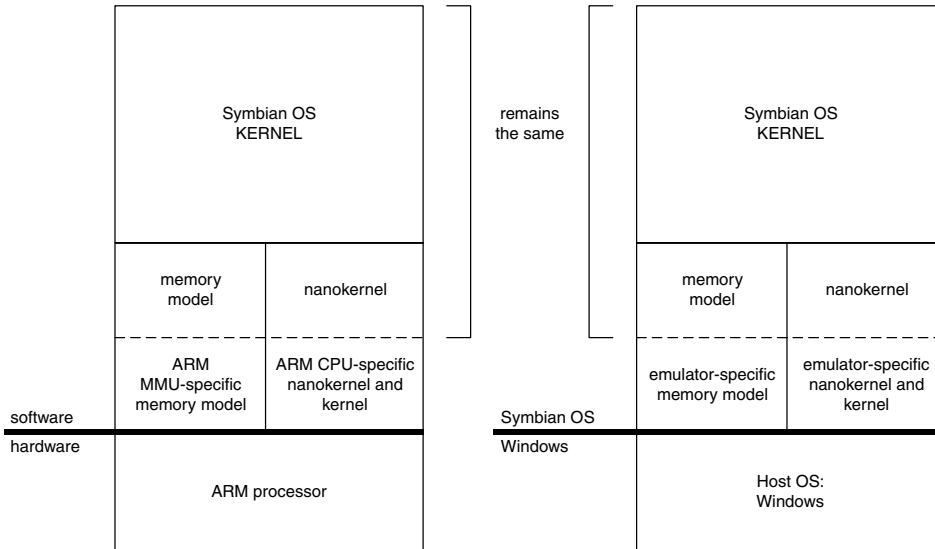 Symbian OS
KERNEL
memory
model
nanokernel
ARM
MMU-specific
memory model
ARM CPU-specific
nanokernel and
kernel
software
hardware
ARM processor
remains
the same
Symbian OS
KERNEL
memory
model
nanokernel
emulator-specific
memory model
emulator-specific
nanokernel and
kernel
Symbian OS
Windows
Host OS:
Windows